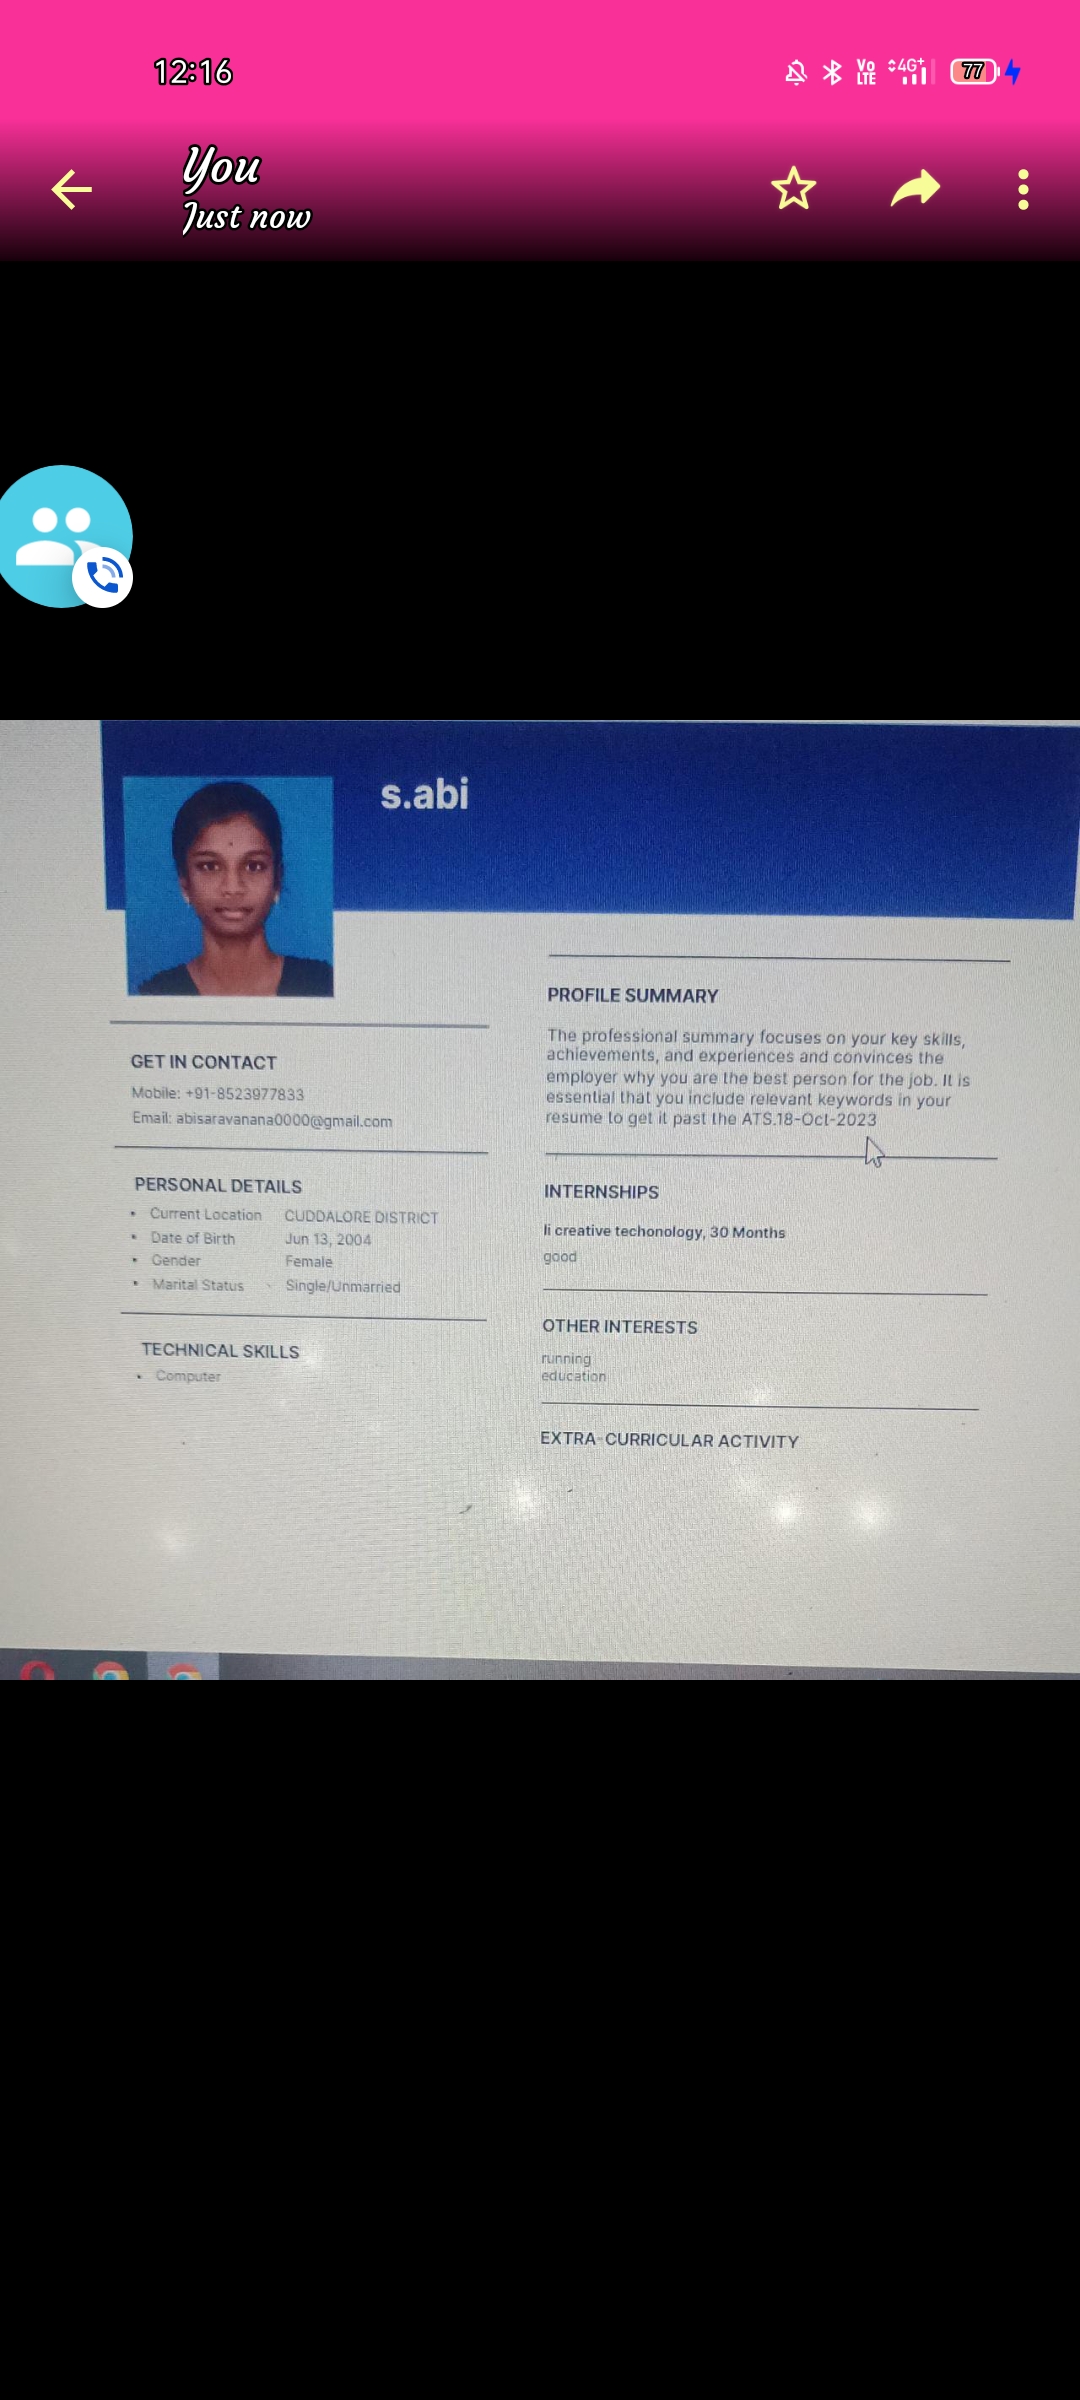 12:16
Vo
LTE
4G+
77
You
Just now
s.abi
GET IN CONTACT
Mobile: +91-8523977833
Email: abisaravanana0000@gmail.com
PERSONAL DETAILS
• Current Location CUDDALORE DISTRICT
• Date of Birth Jun 13, 2004
• Gender Female
• Marital Status Single/Unmarried
TECHNICAL SKILLS
• Computer
PROFILE SUMMARY
The professional summary focuses on your key skills,
achievements, and experiences and convinces the
employer why you are the best person for the job. It is
essential that you include relevant keywords in your
resume to get it past the ATS.18-Oct-2023
INTERNSHIPS
li creative techonology, 30 Months
good
OTHER INTERESTS
running
education
EXTRA-CURRICULAR ACTIVITY